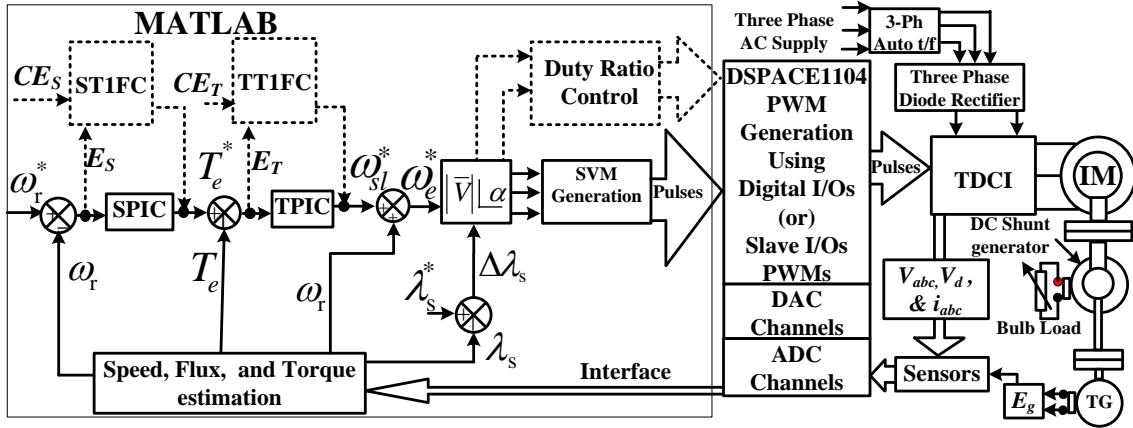 MATLAB
Three Phase
AC Supply
3-Ph
Auto t/f
Three Phase
Diode Rectifier
CE_S
ST1FC
CE_T
TT1FC
Duty Ratio
Control
DSPACE1104
PWM
Generation
Using
Digital I/Os
(or)
Slave I/Os
PWMs
DAC
Channels
ADC
Channels
Pulses
TDCI
IM
E_S
E_T
ω_r^*
SPIC
T_e^*
TPIC
ω_sl^*
ω_e^*
|V̅|∠α
SVM
Generation
Pulses
DC Shunt
generator
V_abc, V_d ,
& i_abc
Bulb Load
ω_r
T_e
ω_r
λ_s^*
Δλ_s
λ_s
Speed, Flux, and Torque
estimation
Interface
Sensors
E_g
TG